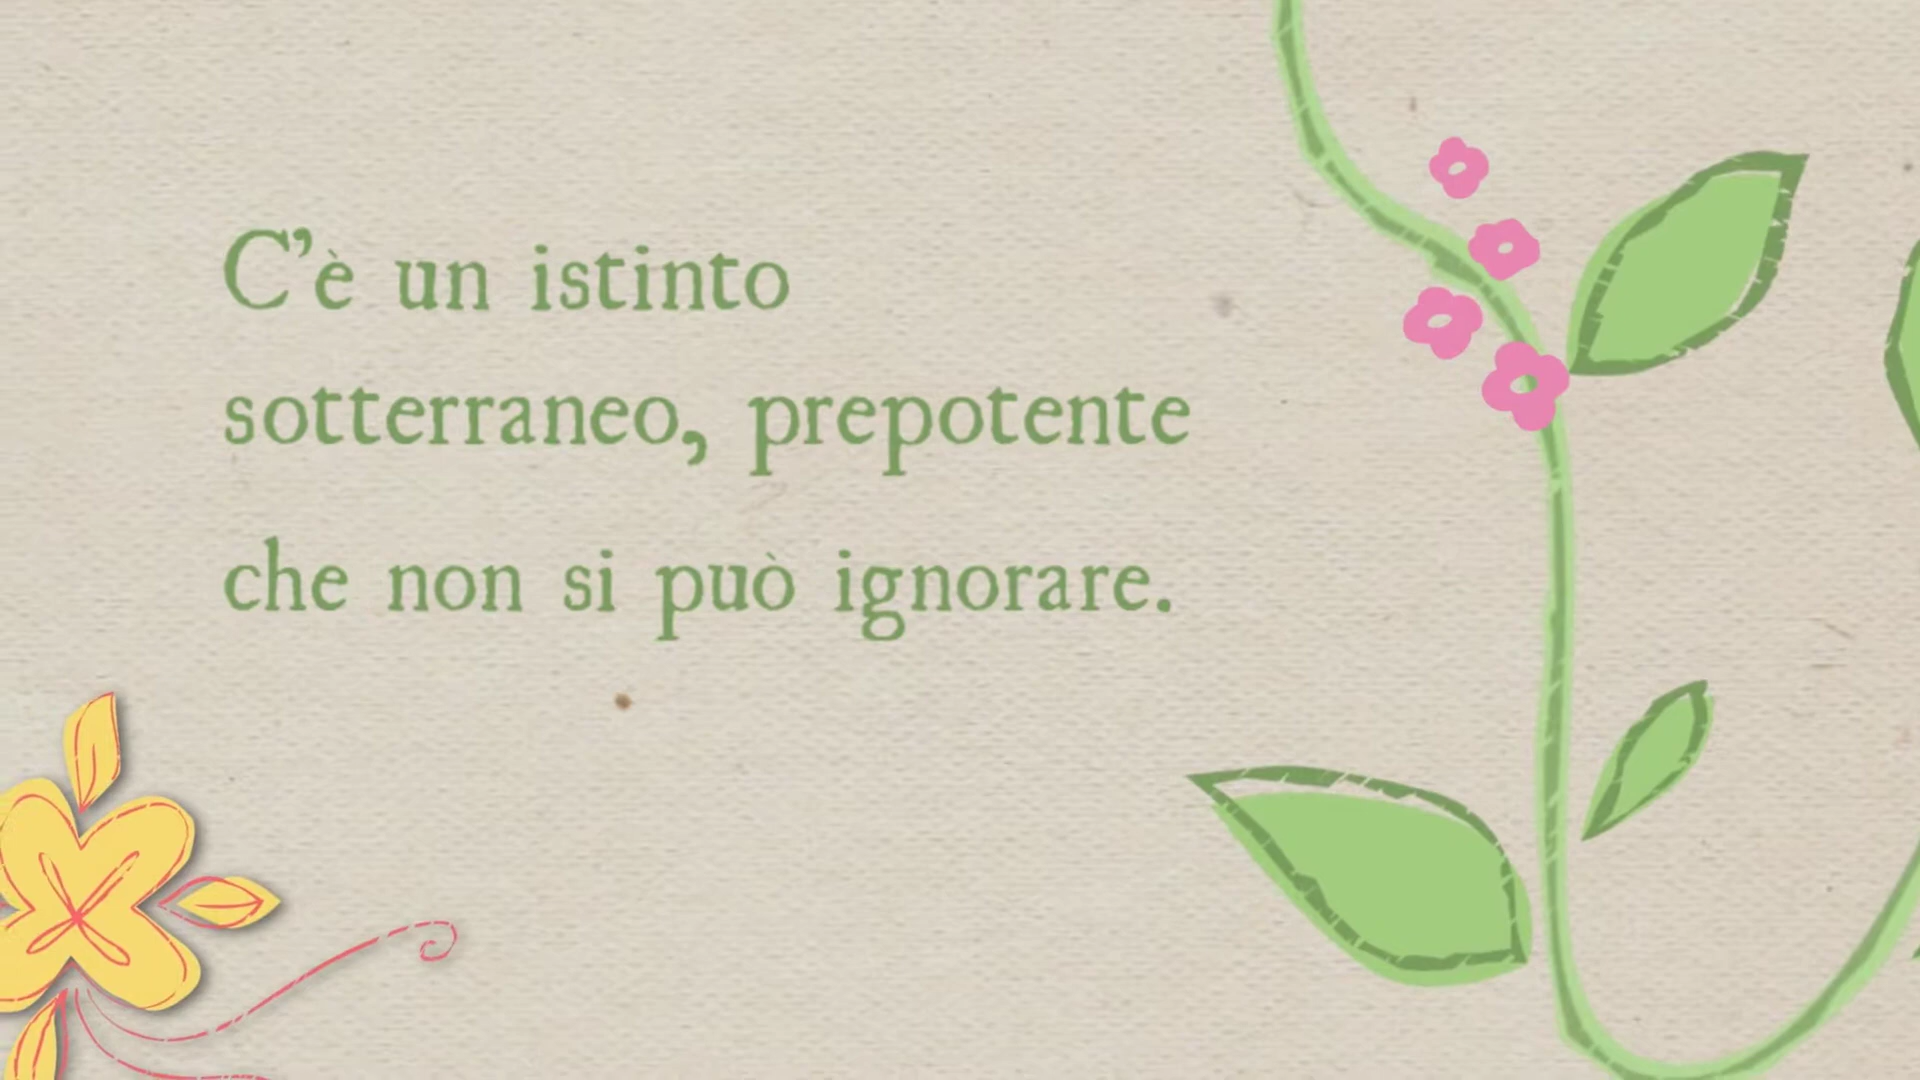 C’è un istinto
sotterraneo, prepotente
che non si può ignorare.